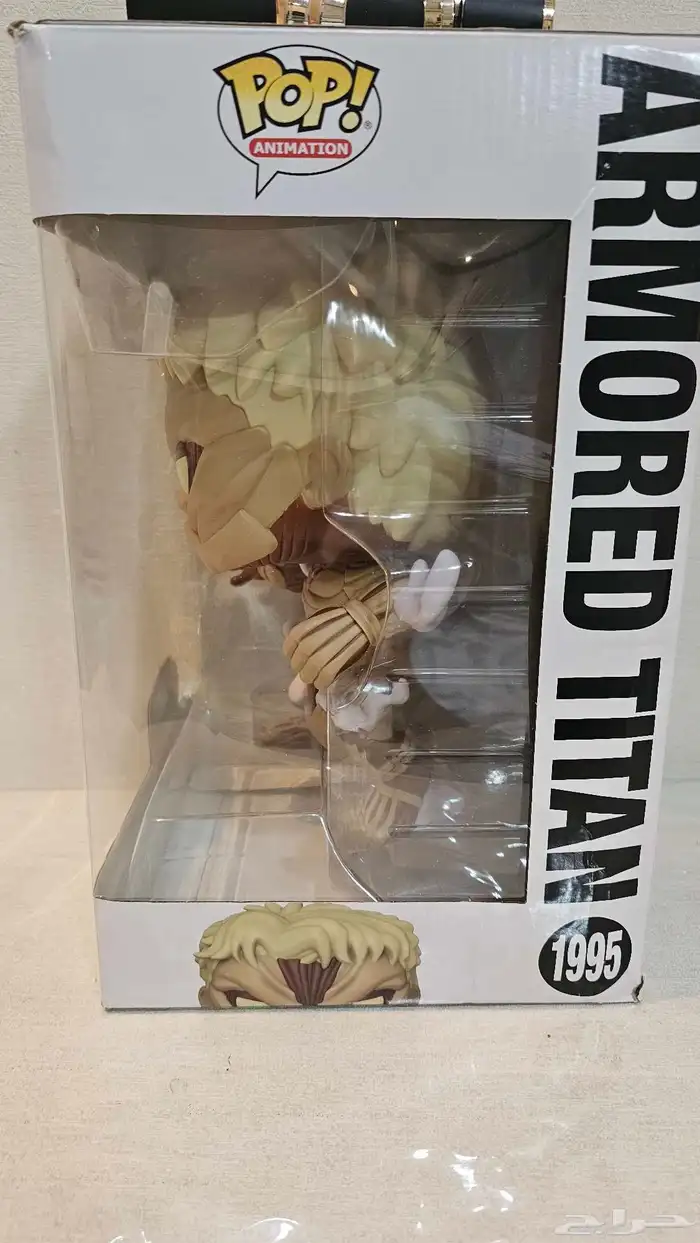 POP!
®
ANIMATION
ARMORED TITAN
1995
حراج